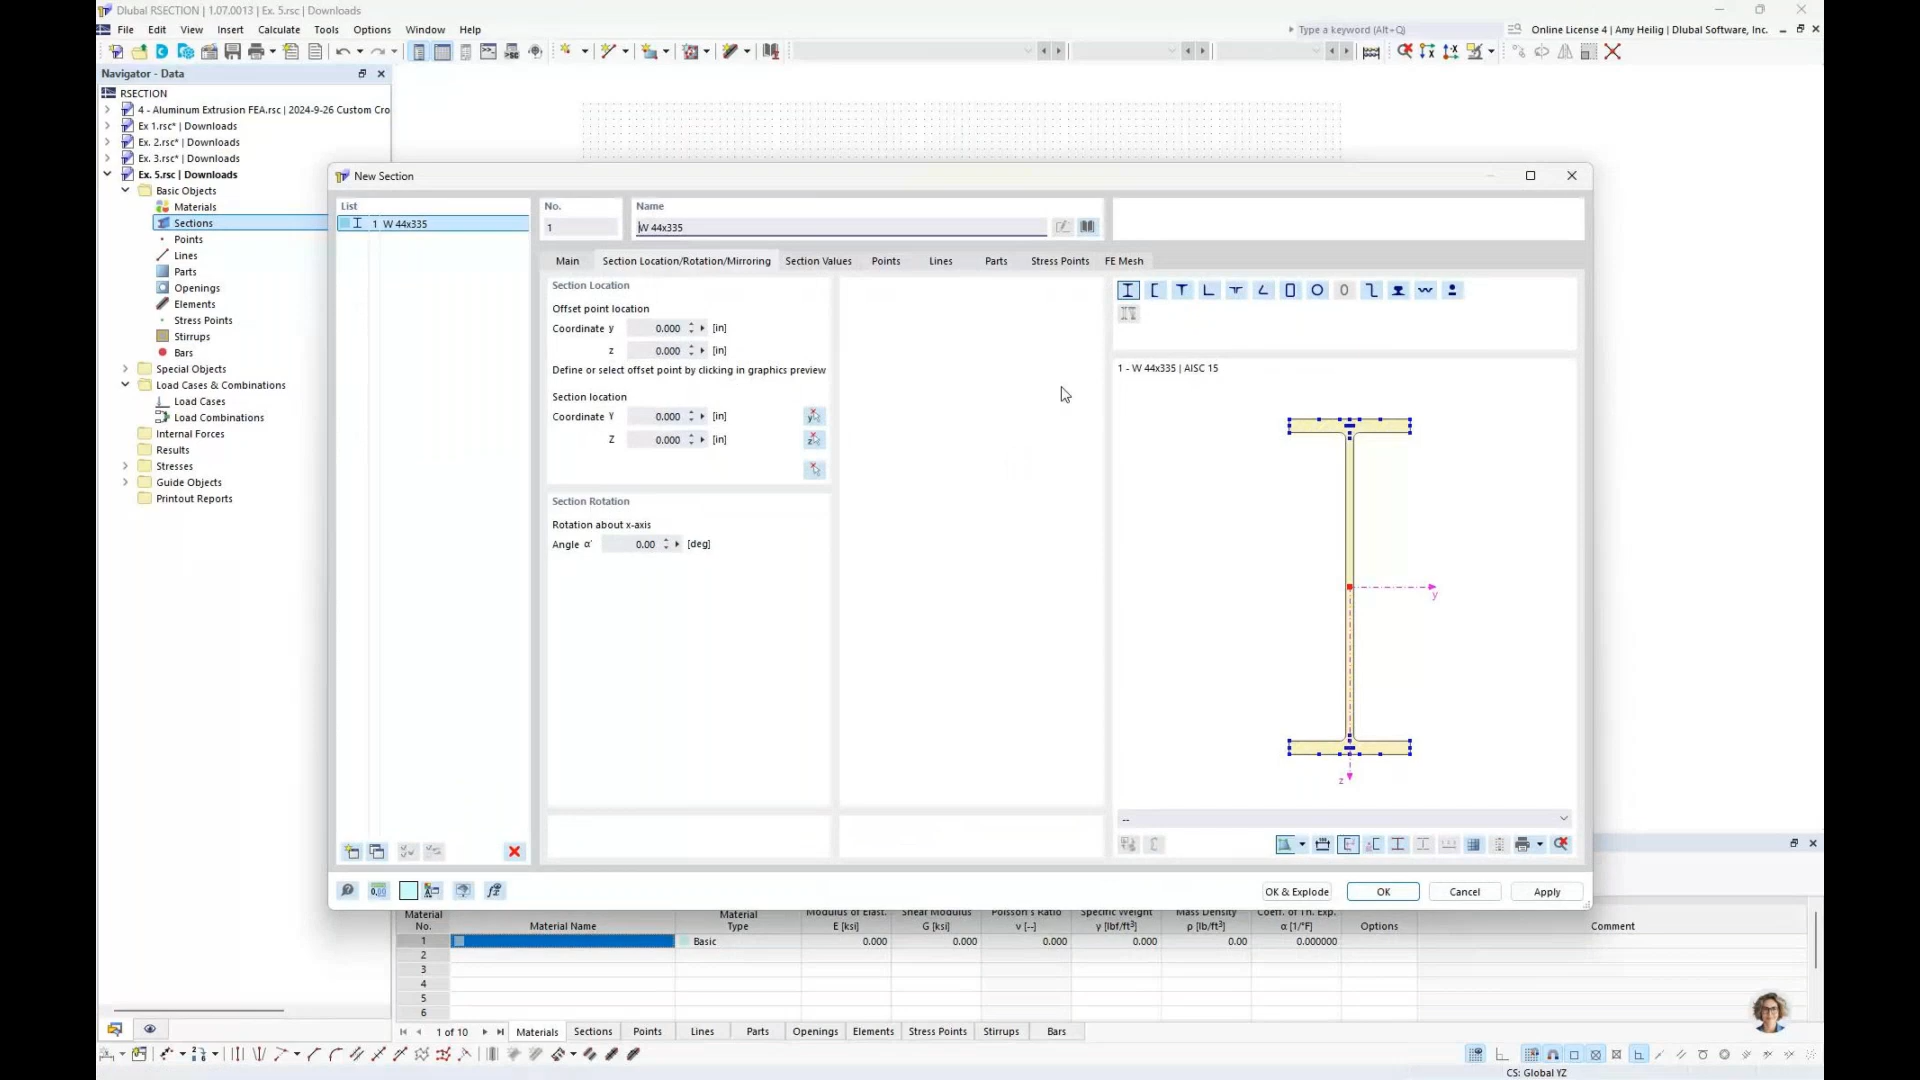 Dlubal RSECTION | 1.07.0013 | Ex. 5.rsc | Downloads
File Edit View Insert Calculate Tools Options Window Help
Type a keyword (Alt+Q)
Online License 4 | Amy Heilig | Dlubal Software, Inc.
Navigator - Data
RSECTION
4 - Aluminum Extrusion FEA.rsc | 2024-9-26 Custom Cro
Ex 1.rsc* | Downloads
Ex. 2.rsc* | Downloads
Ex. 3.rsc* | Downloads
Ex. 5.rsc | Downloads
Basic Objects
Materials
Sections
Points
Lines
Parts
Openings
Elements
Stress Points
Stirrups
Bars
Special Objects
Load Cases & Combinations
Load Cases
Load Combinations
Internal Forces
Results
Stresses
Guide Objects
Printout Reports
New Section
List
1 W 44x335
No.
1
Name
W 44x335
Main Section Location/Rotation/Mirroring Section Values Points Lines Parts Stress Points FE Mesh
Section Location
Offset point location
Coordinate y 0.000 [in]
z 0.000 [in]
Define or select offset point by clicking in graphics preview
Section location
Coordinate Y 0.000 [in]
Z 0.000 [in]
Section Rotation
Rotation about x-axis
Angle α' 0.00 [deg]
1 - W 44x335 | AISC 15
y
z
--
OK & Explode OK Cancel Apply
Material No. Material Name Material Type Modulus of Elast. E [ksi] Shear Modulus G [ksi] Poisson's Ratio ν [--] Specific Weight γ [lbf/ft³] Mass Density ρ [lb/ft³] Coeff. of Th. Exp. α [1/°F] Options Comment
1 Basic 0.000 0.000 0.000 0.000 0.00 0.000000
2
3
4
5
6
1 of 10 Materials Sections Points Lines Parts Openings Elements Stress Points Stirrups Bars
CS: Global YZ